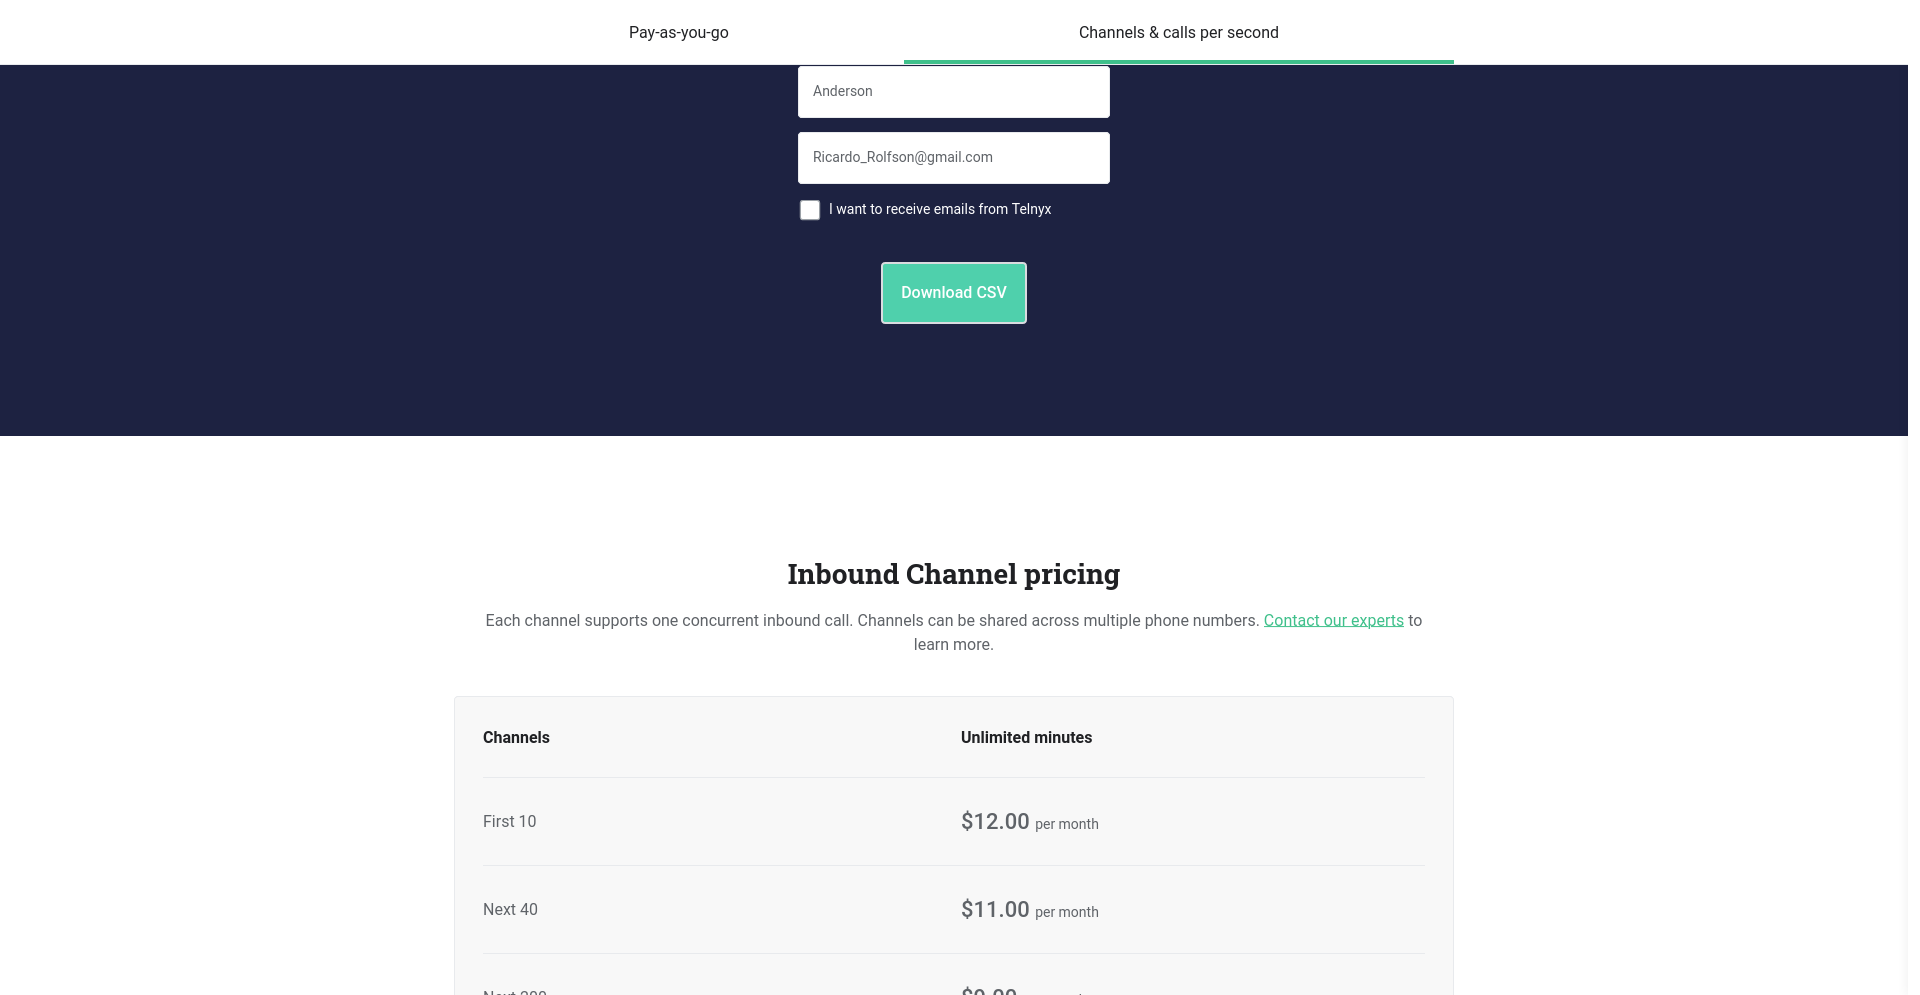 Pay-as-you-go
Channels & calls per second
Anderson
Ricardo_Rolfson@gmail.com
I want to receive emails from Telnyx
Download CSV
Inbound Channel pricing
Each channel supports one concurrent inbound call. Channels can be shared across multiple phone numbers. Contact our experts to
learn more.
Channels
Unlimited minutes
First 10
$12.00 per month
Next 40
$11.00 per month